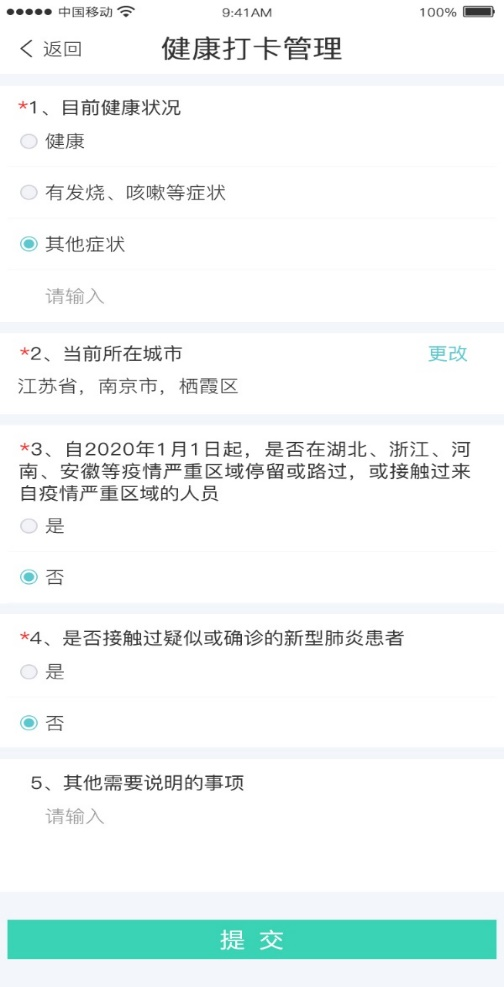 中国移动 9:41AM 100%
返回 健康打卡管理
*1、目前健康状况
健康
有发烧、咳嗽等症状
其他症状
请输入
*2、当前所在城市 更改
江苏省，南京市，栖霞区
*3、自2020年1月1日起，是否在湖北、浙江、河
南、安徽等疫情严重区域停留或路过，或接触过来
自疫情严重区域的人员
是
否
*4、是否接触过疑似或确诊的新型肺炎患者
是
否
5、其他需要说明的事项
请输入
提 交